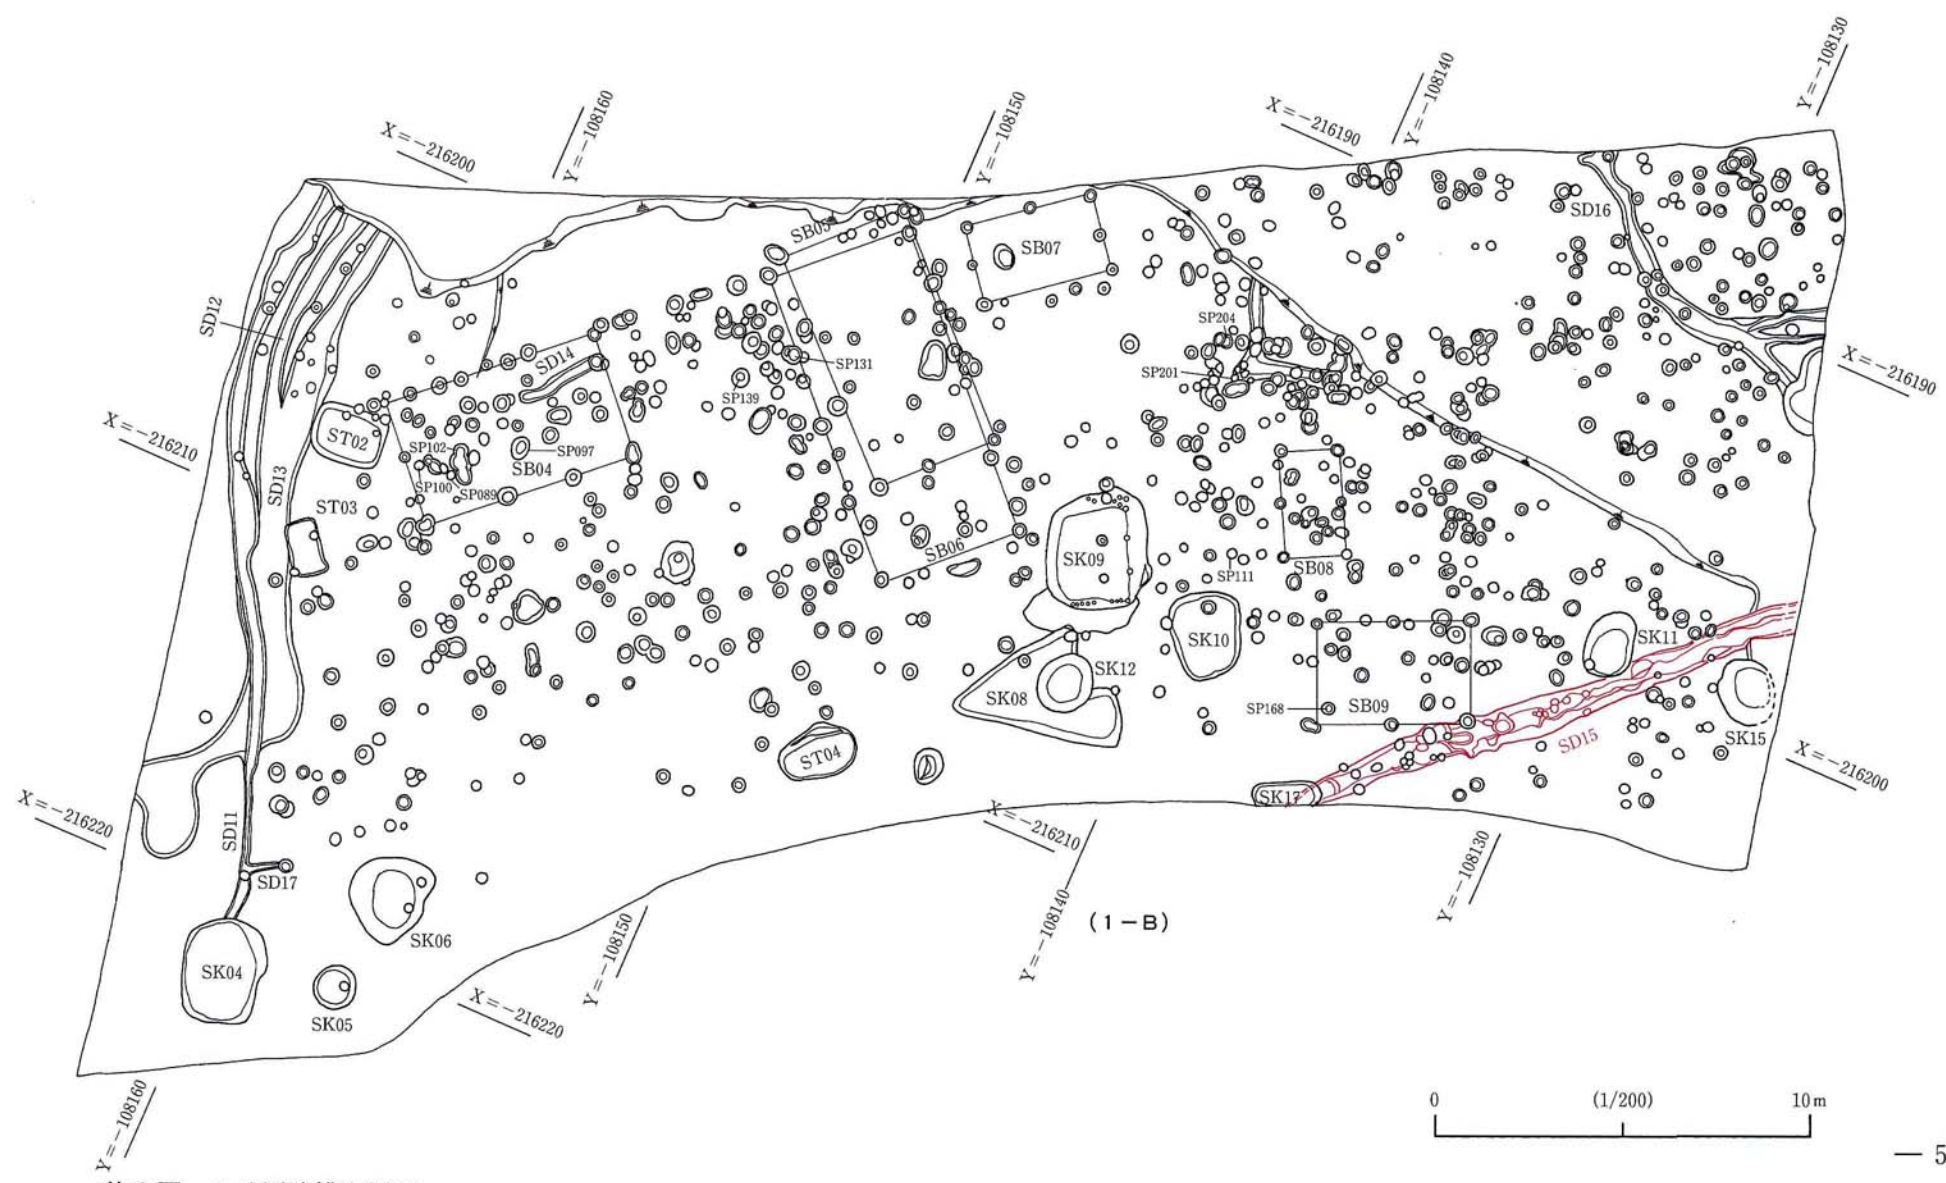 Y=-108130
Y=-108140
X=-216190
Y=-108150
Y=-108160
X=-216200
SD16
SB05
SB07
SD12
SP204
SP131
SP201
X=-216190
SD14
SP139
X=-216210
ST02
SP102
SP097
SB04
SD13
SP100
SP089
ST03
SB06
SK09
SP111
SB08
SK10
SK11
SK12
SK08
SP168
SB09
SD15
SK15
ST04
X=-216200
SK17
X=-216220
SD11
X=-216210
SD17
Y=-108130
(1-B)
SK06
Y=-108140
Y=-108150
SK04
SK05
X=-216220
Y=-108160
0 (1/200) 10m
— 5